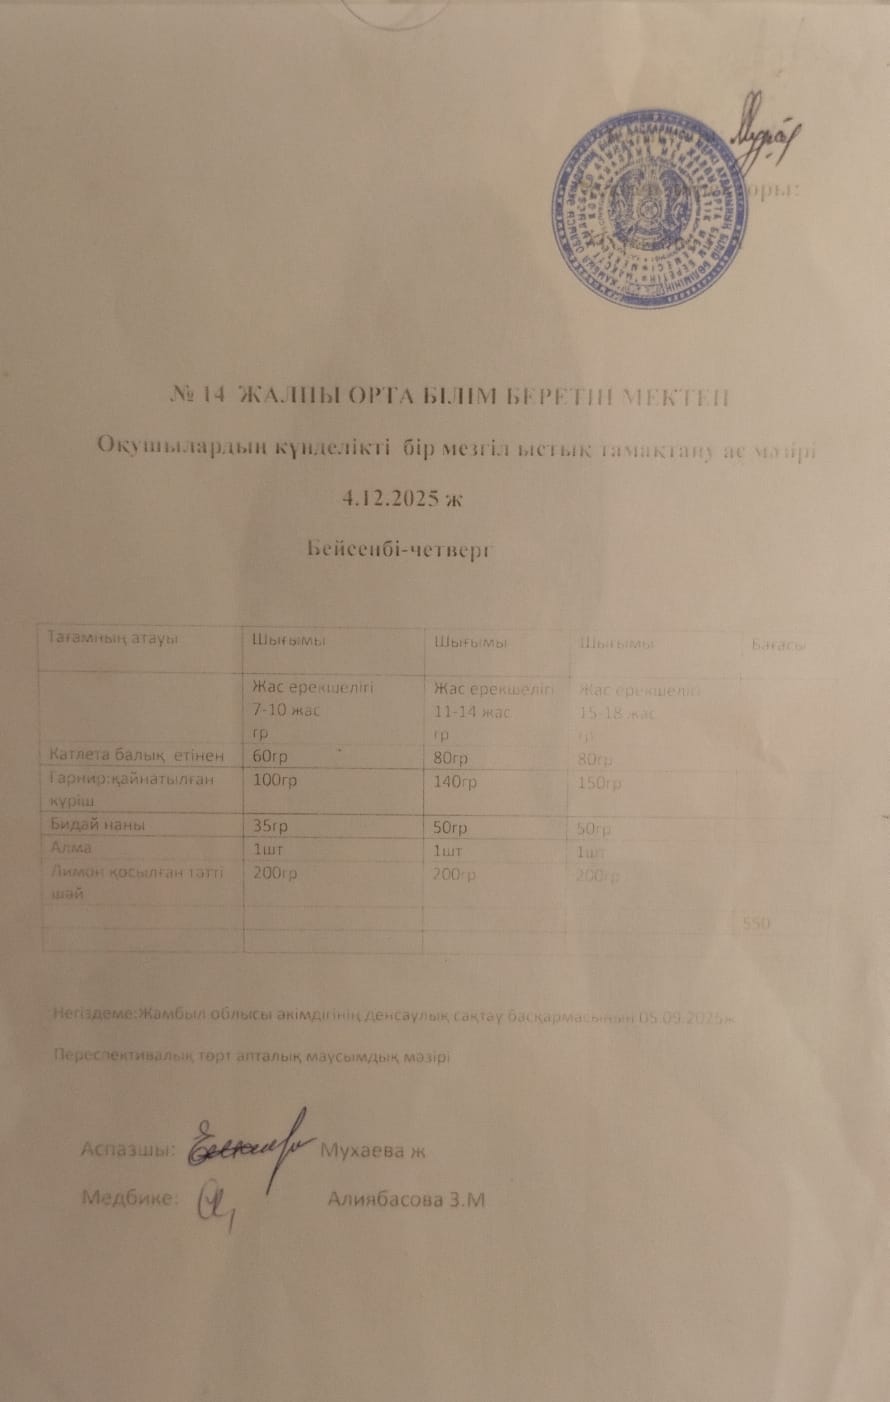 оры:
№ 14 ЖАЛПЫ ОРТА БІЛІМ БЕРЕТІН МЕКТЕП
Оқушылардың күнделікті бір мезгіл ыстық тамақтану ас мәзірі
4.12.2025 ж
Бейсенбі-четверг
Тағамның атауы Шығымы Шығымы Шығымы Бағасы
Жас ерекшелігі Жас ерекшелігі Жас ерекшелігі
7-10 жас 11-14 жас 15-18 жас
гр гр гр
Катлета балық етінен 60гр 80гр 80гр
Гарнир:қайнатылған 100гр 140гр 150гр
күріш
Бидай наны 35гр 50гр 50гр
Алма 1шт 1шт 1шт
Лимон қосылған тәтті 200гр 200гр 200гр
шай
550
Негіздеме:Жамбыл облысы әкімдігінің денсаулық сақтау басқармасынын 05.09.2025ж
Переспективалық төрт апталық маусымдық мәзірі
Аспазшы: Мухаева ж
Медбике: Алиябасова З.М